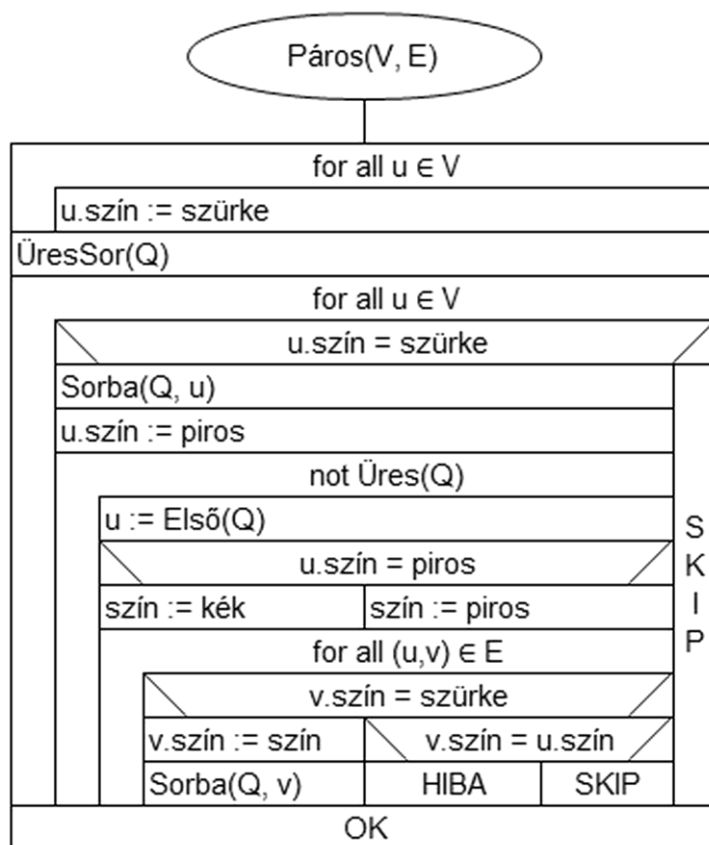 Páros(V, E)
for all u ∈ V
u.szín := szürke
ÜresSor(Q)
for all u ∈ V
u.szín = szürke
Sorba(Q, u)
u.szín := piros
not Üres(Q)
u := Első(Q)
u.szín = piros
szín := kék
szín := piros
for all (u,v) ∈ E
v.szín = szürke
v.szín := szín
v.szín = u.szín
Sorba(Q, v)
HIBA
SKIP
S
K
I
P
OK